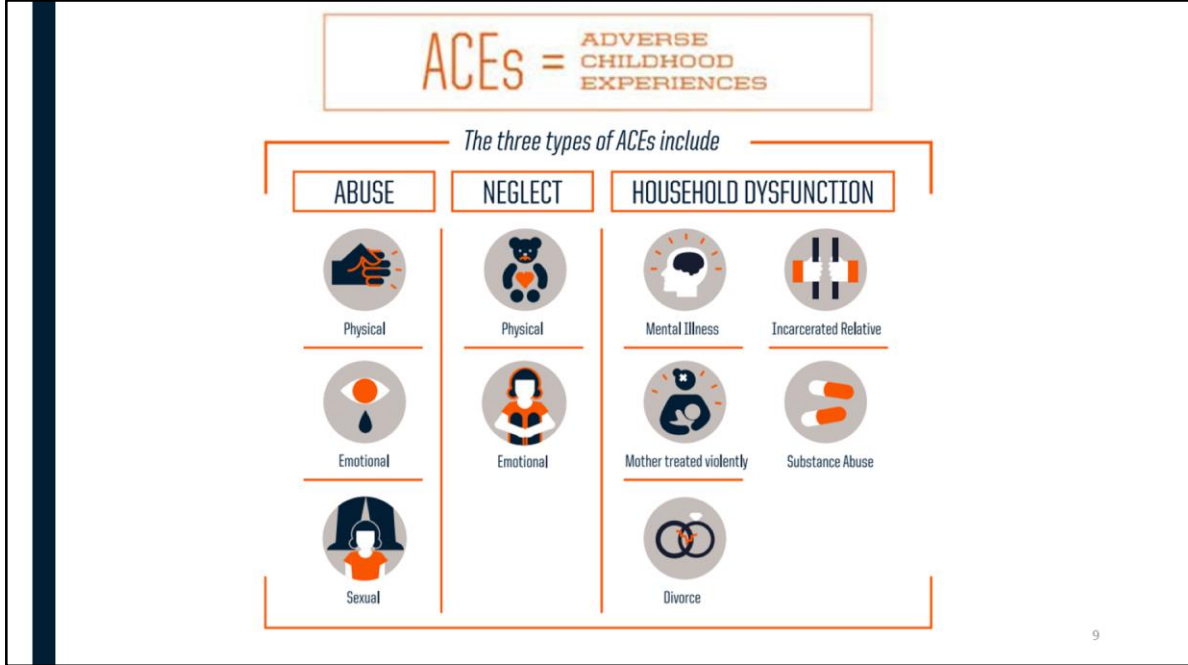 ACEs = ADVERSE
CHILDHOOD
EXPERIENCES
The three types of ACEs include
ABUSE
Physical
Emotional
Sexual
NEGLECT
Physical
Emotional
HOUSEHOLD DYSFUNCTION
Mental Illness
Incarcerated Relative
Mother treated violently
Substance Abuse
Divorce
9